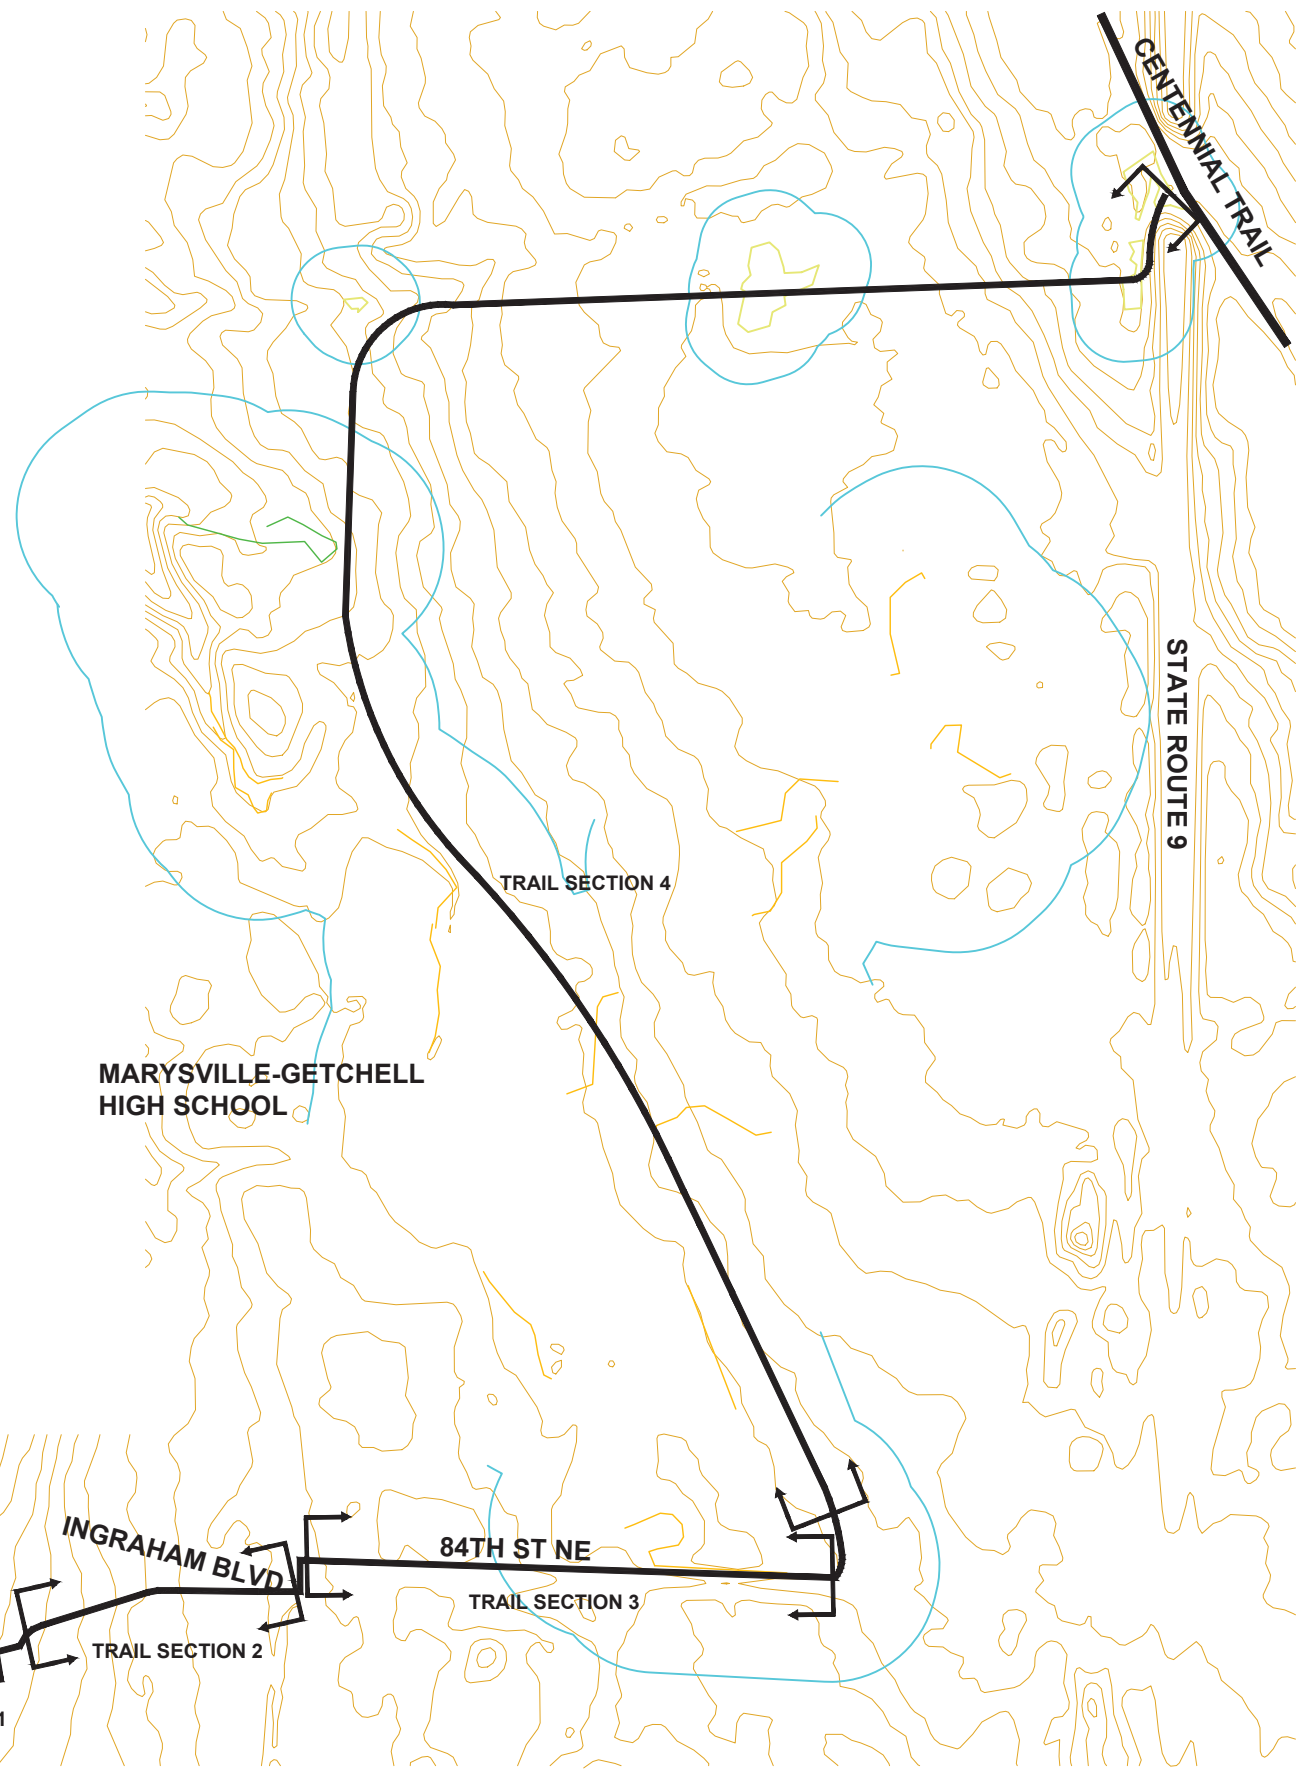 CENTENNIAL TRAIL
STATE ROUTE 9
TRAIL SECTION 4
MARYSVILLE-GETCHELL
HIGH SCHOOL
INGRAHAM BLVD
84TH ST NE
TRAIL SECTION 3
TRAIL SECTION 2
1